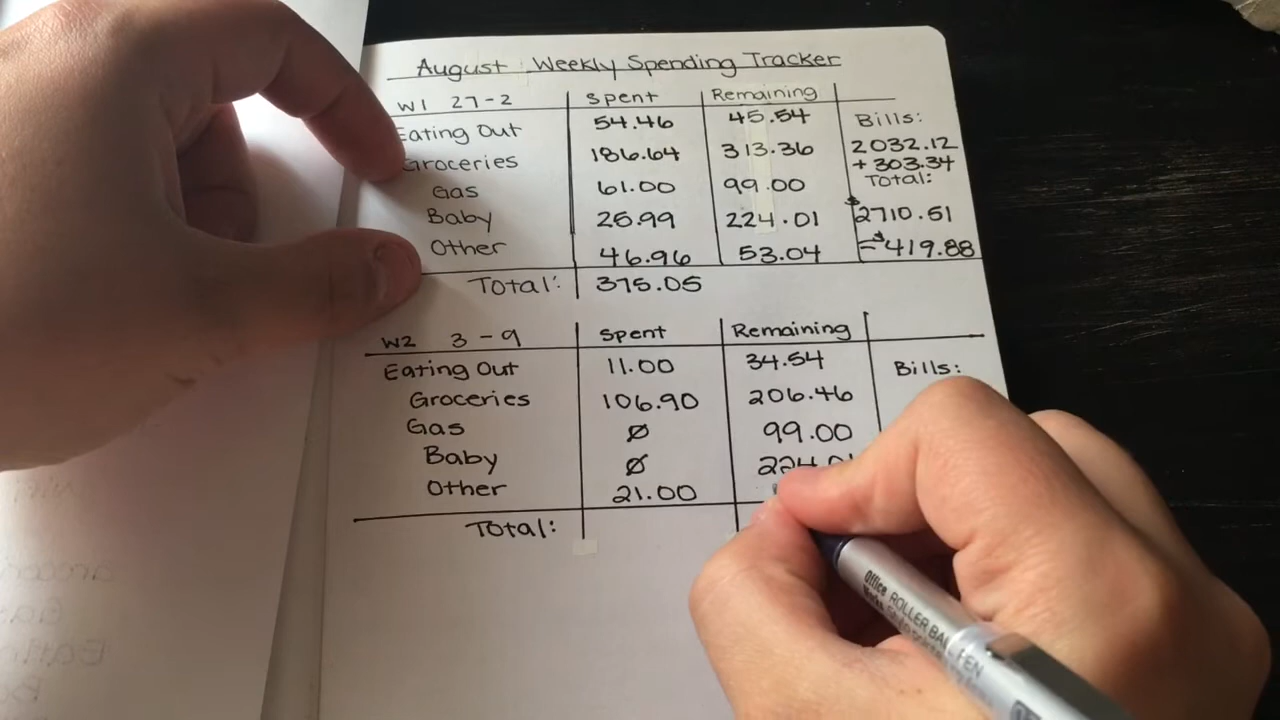 August Weekly Spending Tracker
W1 27-2 Spent Remaining
Eating Out 54.46 45.54 Bills:
Groceries 186.64 313.36 2032.12
+303.34
Gas 61.00 99.00 Total:
Baby 25.99 224.01 $2710.51
Other 46.96 53.04 =$419.88
Total: 375.05
W2 3-9 Spent Remaining
Eating Out 11.00 34.54 Bills:
Groceries 106.90 206.46
Gas Ø 99.00
Baby Ø 224.01
Other 21.00
Total:
Office ROLLER BALL PEN
Works